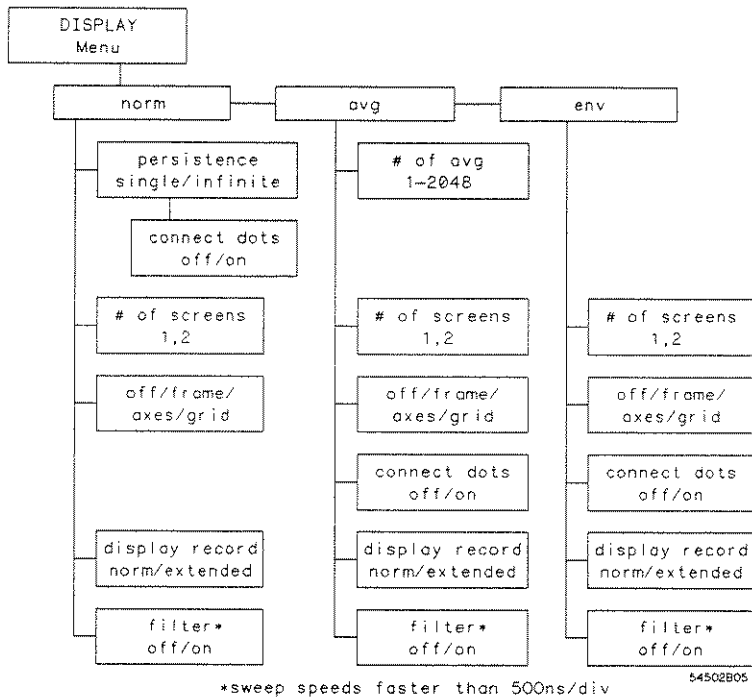 DISPLAY
Menu
norm
avg
env
persistence
single/infinite
connect dots
off/on
# of screens
1,2
off/frame/
axes/grid
display record
norm/extended
filter*
off/on
# of avg
1-2048
# of screens
1,2
off/frame/
axes/grid
connect dots
off/on
display record
norm/extended
filter*
off/on
# of screens
1,2
off/frame/
axes/grid
connect dots
off/on
display record
norm/extended
filter*
off/on
54502B05
*sweep speeds faster than 500ns/div